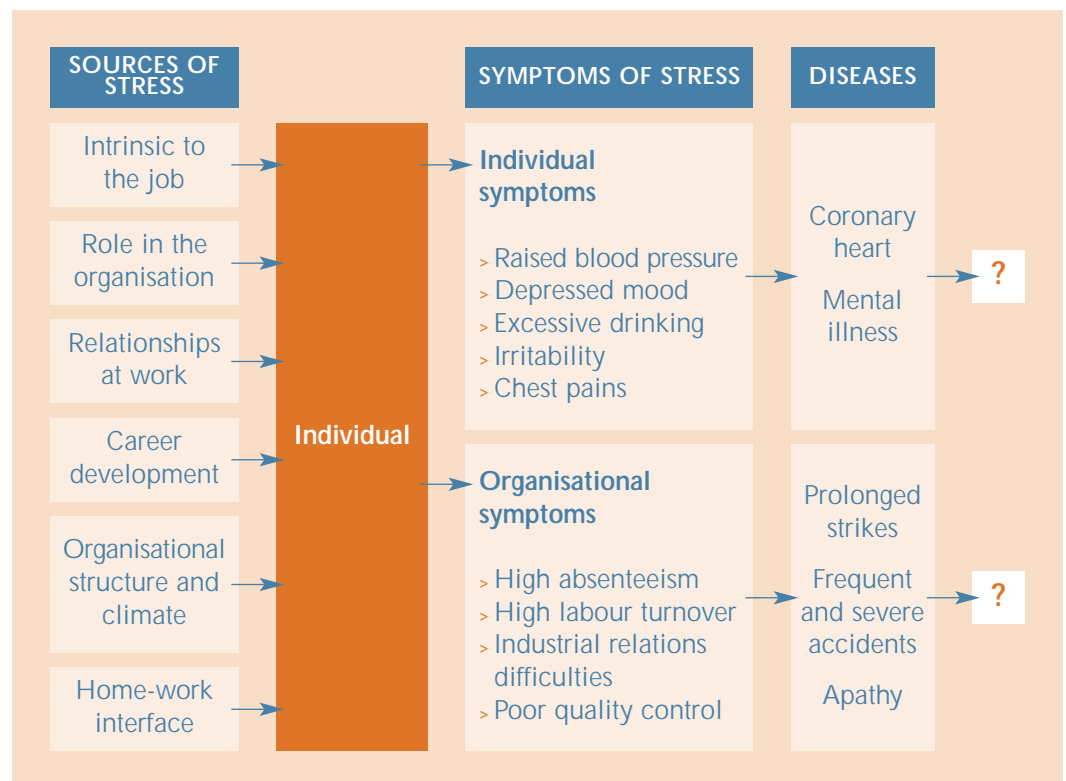 SOURCES OF
STRESS
SYMPTOMS OF STRESS
DISEASES
Intrinsic to
the job
Role in the
organisation
Relationships
at work
Career
development
Organisational
structure and
climate
Home-work
interface
Individual
Individual
symptoms
> Raised blood pressure
> Depressed mood
> Excessive drinking
> Irritability
> Chest pains
Organisational
symptoms
> High absenteeism
> High labour turnover
> Industrial relations
difficulties
> Poor quality control
Coronary
heart
Mental
illness
?
Prolonged
strikes
Frequent
and severe
accidents
Apathy
?